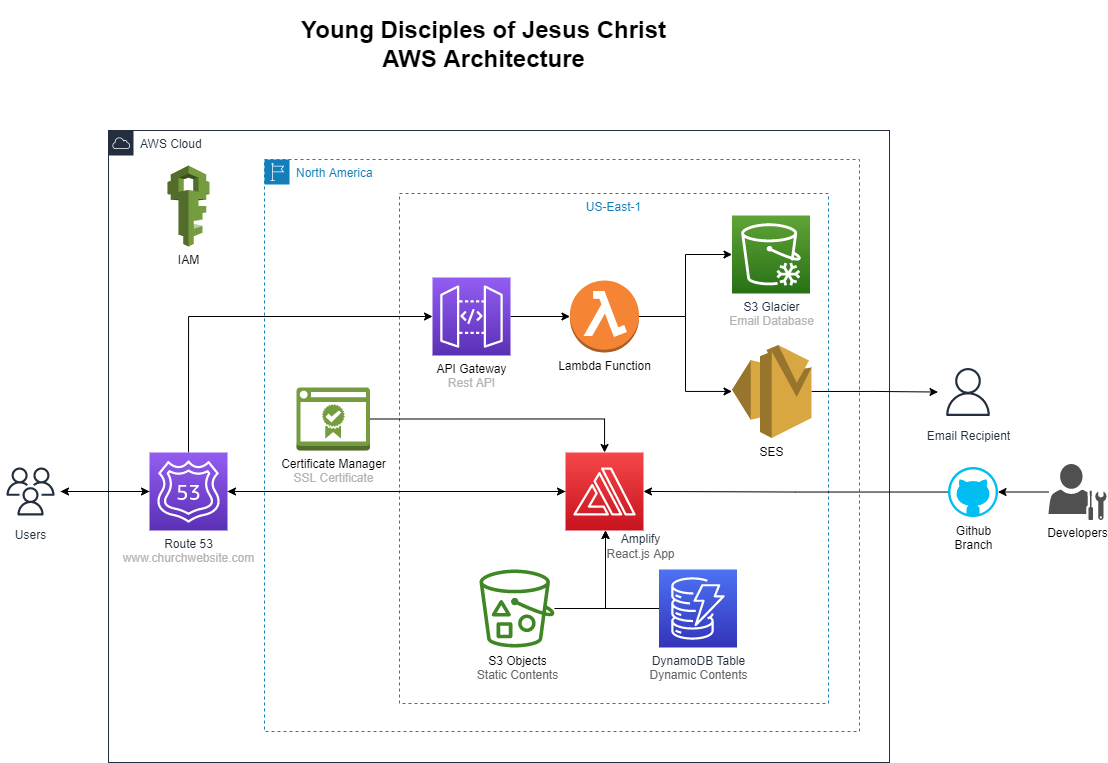 Young Disciples of Jesus Christ
AWS Architecture
AWS Cloud
North America
US-East-1
IAM
S3 Glacier
Email Database
API Gateway
Rest API
</>
Lambda Function
Certificate Manager
SSL Certificate
SES
Email Recipient
53
Users
Route 53
www.churchwebsite.com
Amplify
React.js App
Github
Branch
Developers
S3 Objects
Static Contents
DynamoDB Table
Dynamic Contents